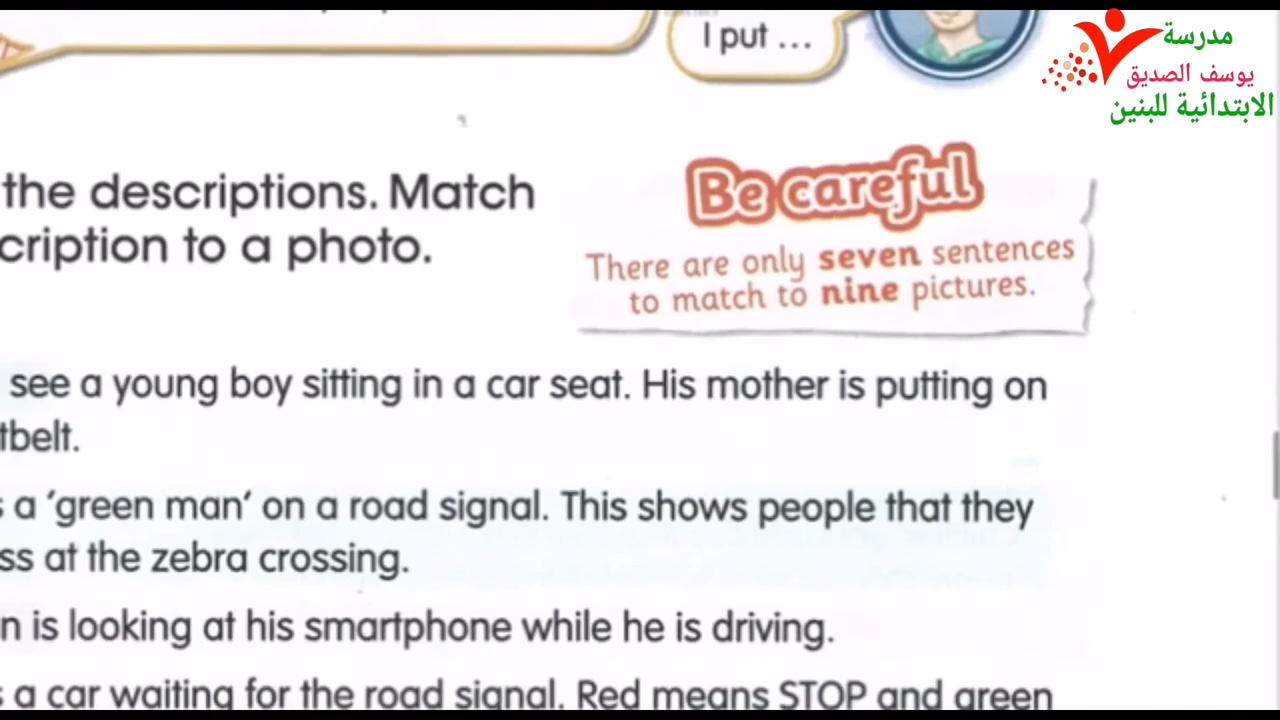 I put ...
مدرسة
يوسف الصديق
الابتدائية للبنين
the descriptions. Match
cription to a photo.
Be careful
There are only seven sentences
to match to nine pictures.
see a young boy sitting in a car seat. His mother is putting on
tbelt.
s a ‘green man‘ on a road signal. This shows people that they
ss at the zebra crossing.
n is looking at his smartphone while he is driving.
s a car waiting for the road signal. Red means STOP and green